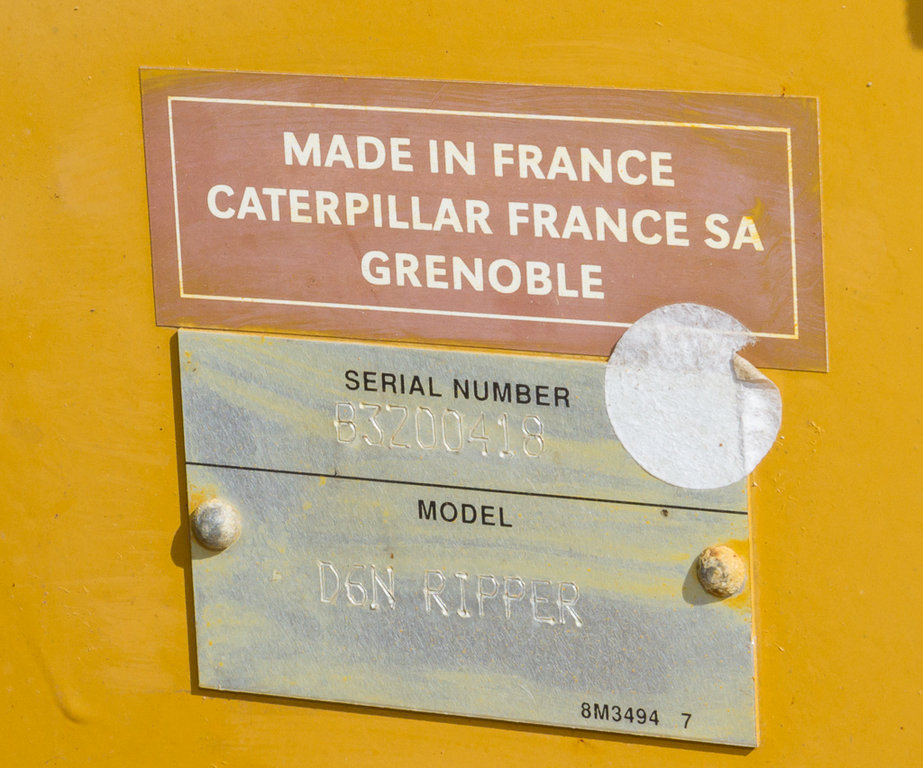 MADE IN FRANCE
CATERPILLAR FRANCE SA
GRENOBLE
SERIAL NUMBER
B3Z00418
MODEL
D6N RIPPER
8M3494 7